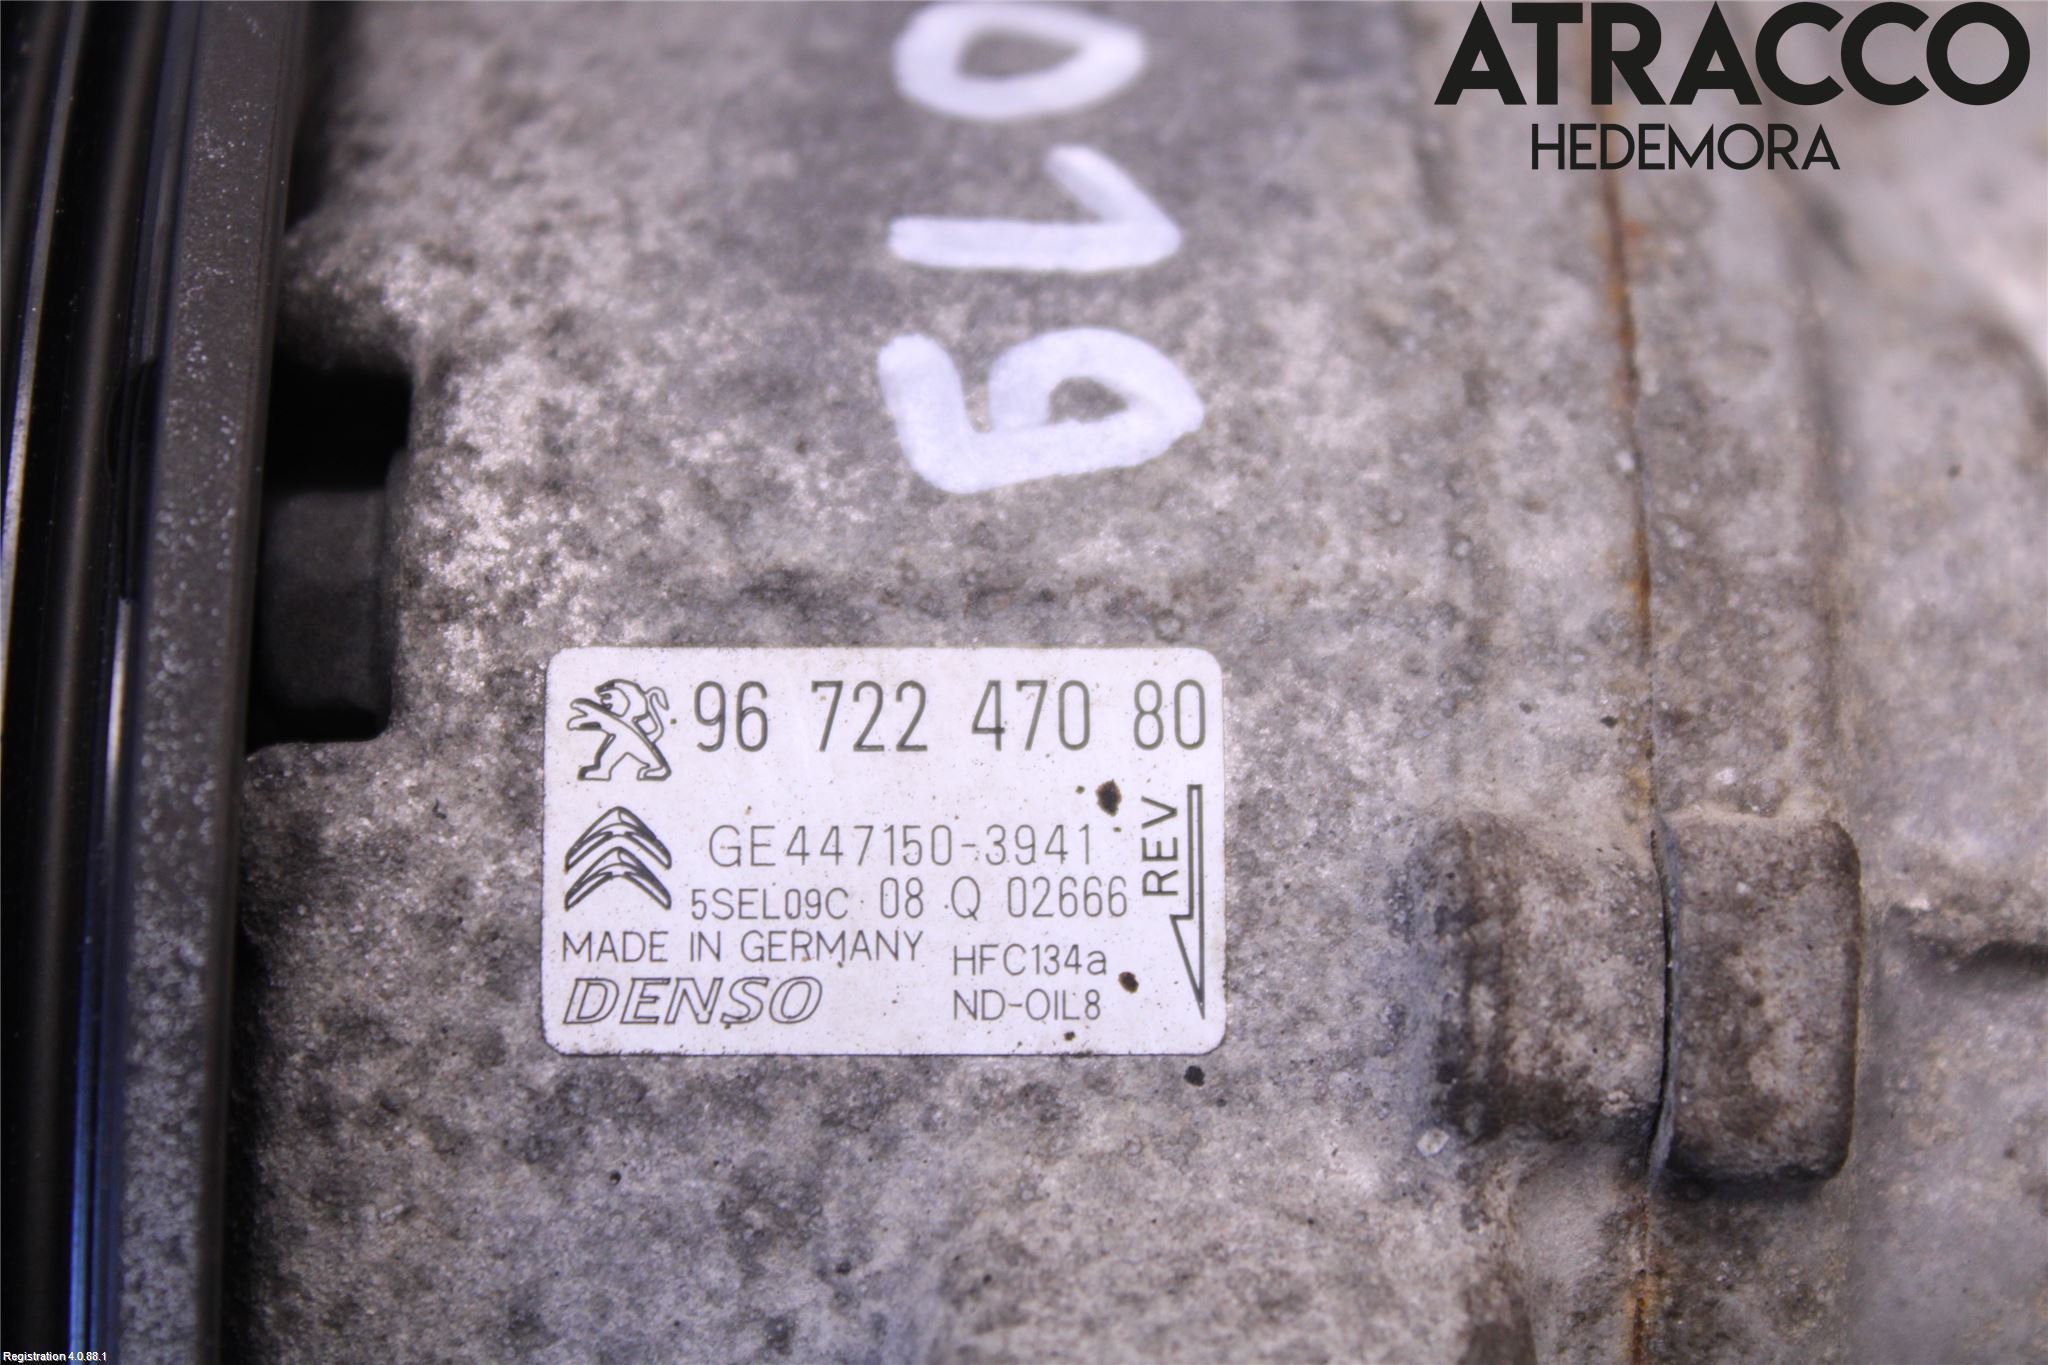 ATRACCO
HEDEMORA
019
96 722 470 80
GE447150-3941
5SEL09C 08 Q 02666
REV
MADE IN GERMANY
HFC134a
DENSO
ND-OIL8
Registration 4.0.88.1